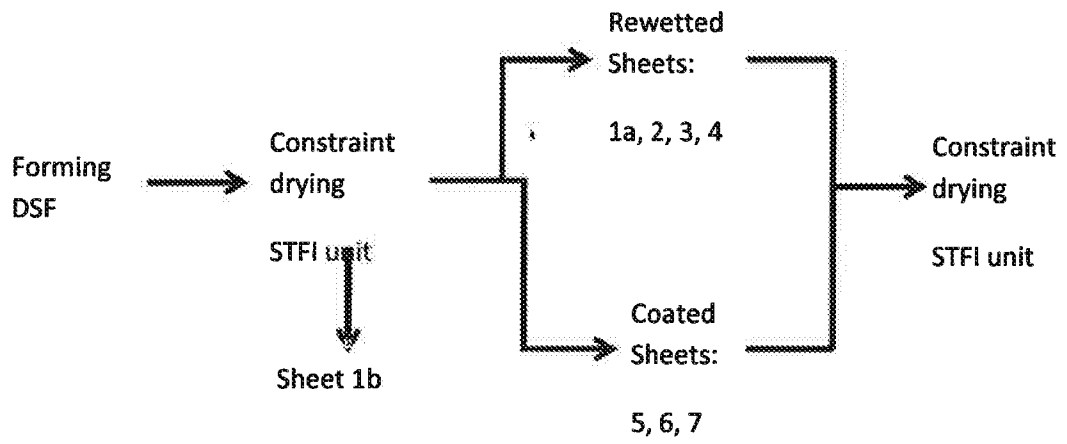 Forming
DSF
Constraint
drying
STFI unit
Sheet 1b
Rewetted
Sheets:
1a, 2, 3, 4
Coated
Sheets:
5, 6, 7
Constraint
drying
STFI unit